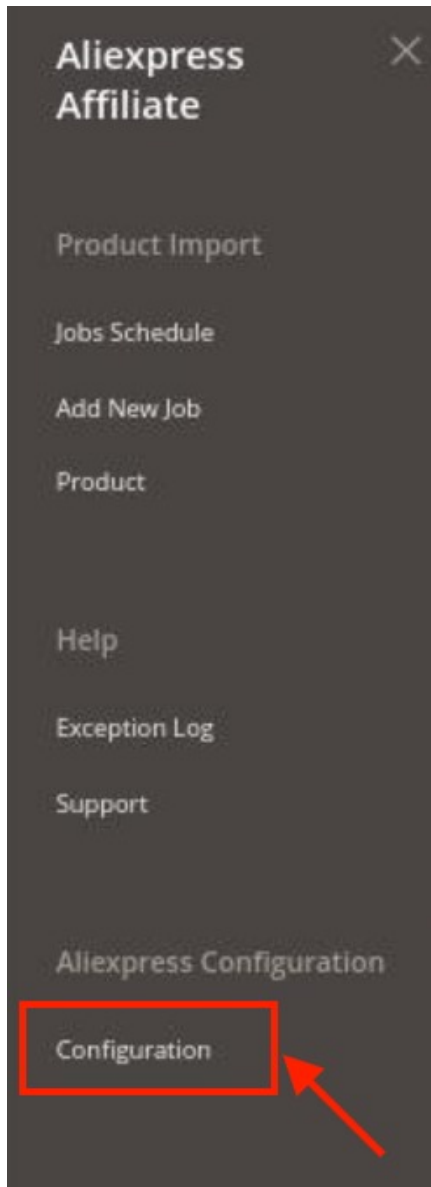 Aliexpress
Affiliate
Product Import
Jobs Schedule
Add New Job
Product
Help
Exception Log
Support
Aliexpress Configuration
Configuration